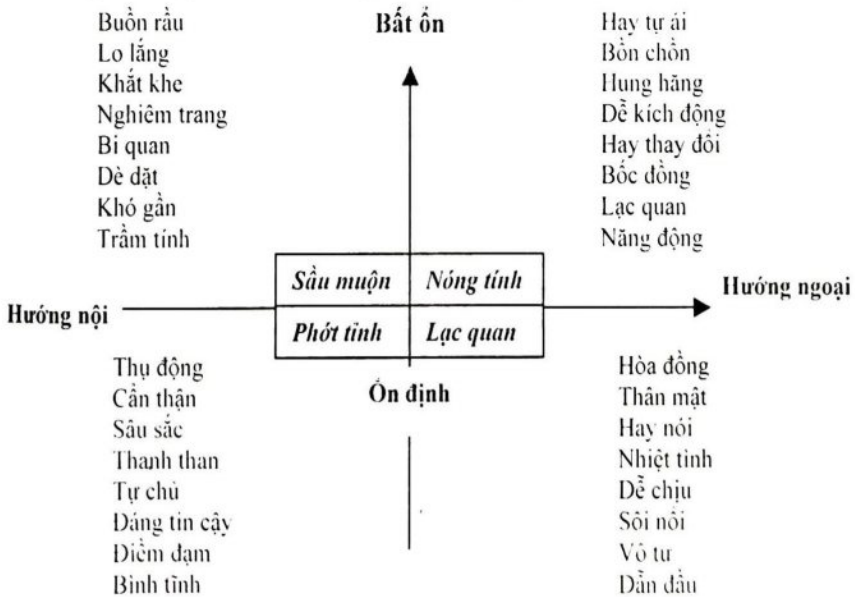 Buồn rầu
Lo lắng
Khắt khe
Nghiêm trang
Bi quan
Dè dặt
Khó gần
Trầm tính
Bất ổn
Hay tự ái
Bồn chồn
Hung hăng
Dễ kích động
Hay thay đổi
Bốc đồng
Lạc quan
Năng động
Sầu muộn
Nóng tính
Hướng nội
Hướng ngoại
Phớt tỉnh
Lạc quan
Thụ động
Cẩn thận
Sâu sắc
Thanh than
Tự chủ
Đáng tin cậy
Điềm đạm
Bình tĩnh
Ổn định
Hòa đồng
Thân mật
Hay nói
Nhiệt tình
Dễ chịu
Sôi nổi
Vô tư
Dẫn đầu